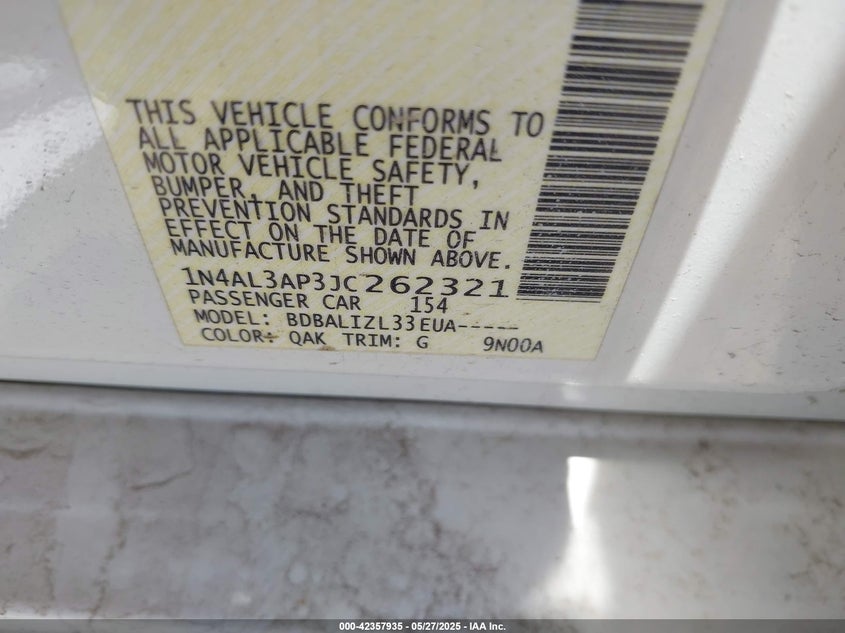 THIS VEHICLE CONFORMS TO
ALL APPLICABLE FEDERAL
MOTOR VEHICLE SAFETY,
BUMPER, AND THEFT
PREVENTION STANDARDS IN
EFFECT ON THE DATE OF
MANUFACTURE SHOWN ABOVE.
1N4AL3AP3JC262321
PASSENGER CAR 154
MODEL: BDBALIZL33EUA-----
COLOR: QAK TRIM: G 9N00A
000-42357935 - 05/27/2025 - IAA Inc.